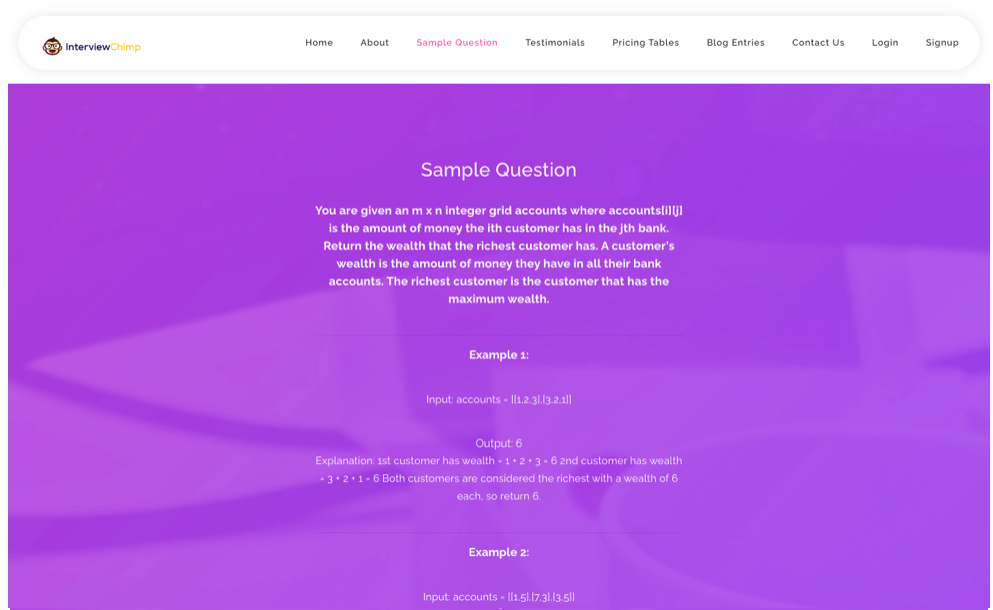 InterviewChimp
Home
About
Sample Question
Testimonials
Pricing Tables
Blog Entries
Contact Us
Login
Signup
Sample Question
You are given an m x n integer grid accounts where accounts[i][j]
is the amount of money the ith customer has in the jth bank.
Return the wealth that the richest customer has. A customer's
wealth is the amount of money they have in all their bank
accounts. The richest customer is the customer that has the
maximum wealth.
Example 1:
Input: accounts = [[1,2,3],[3,2,1]]
Output: 6
Explanation: 1st customer has wealth = 1 + 2 + 3 = 6 2nd customer has wealth
= 3 + 2 + 1 = 6 Both customers are considered the richest with a wealth of 6
each, so return 6.
Example 2:
Input: accounts = [[1,5],[7,3],[3,5]]